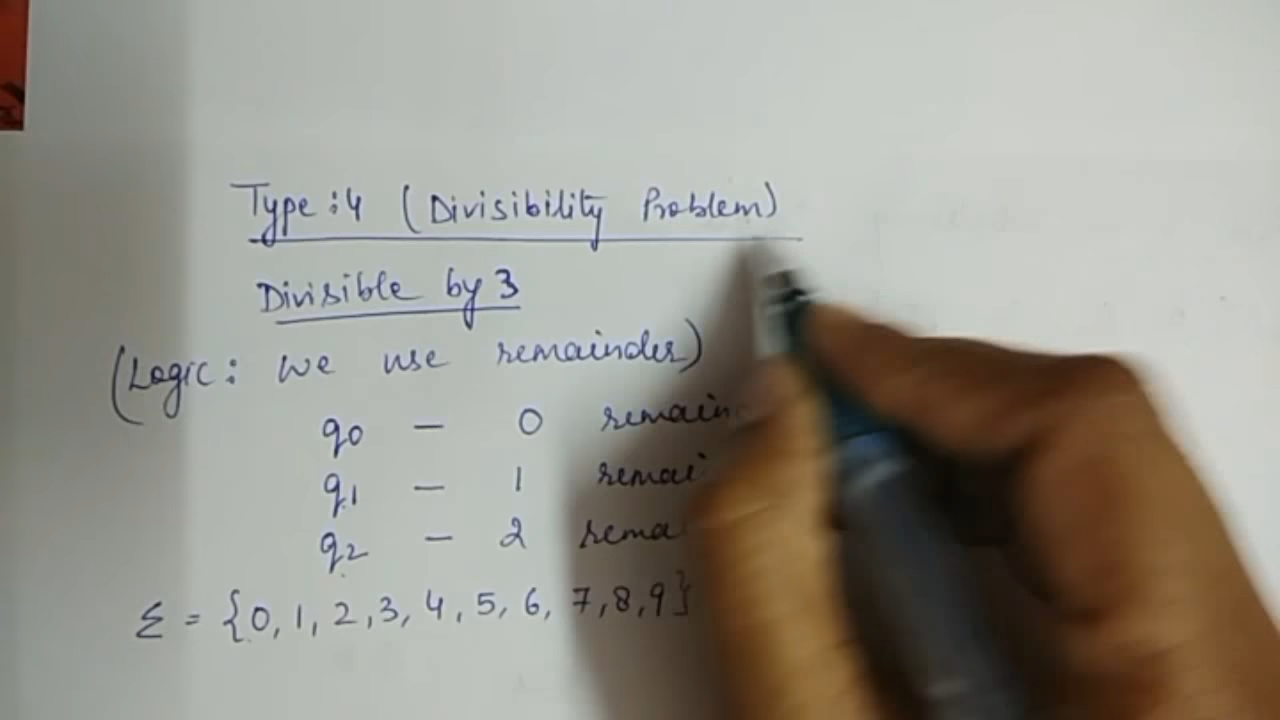 Type:4 (Divisibility Problem)
Divisible by 3
(Logic: we use remainder)
q0 - 0
q1 - 1
q2 - 2
Σ = {0, 1, 2, 3, 4, 5, 6, 7, 8, 9}